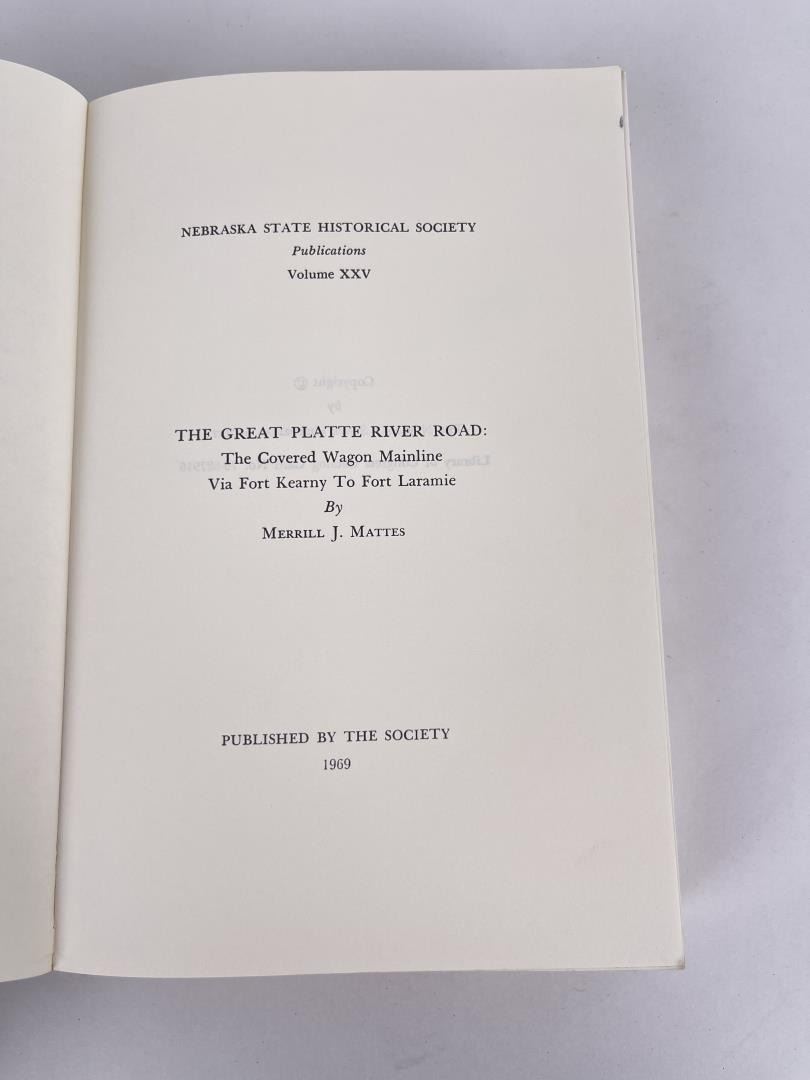 NEBRASKA STATE HISTORICAL SOCIETY
Publications
Volume XXV
THE GREAT PLATTE RIVER ROAD:
The Covered Wagon Mainline
Via Fort Kearny To Fort Laramie
By
MERRILL J. MATTES
PUBLISHED BY THE SOCIETY
1969